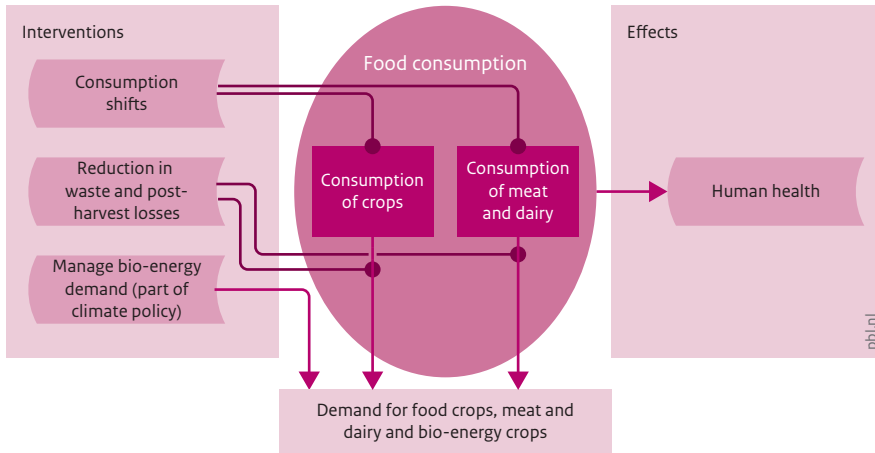 Interventions
Food consumption
Effects
Consumption
shifts
Reduction in
waste and post-
harvest losses
Manage bio-energy
demand (part of
climate policy)
Consumption
of crops
Consumption
of meat
and dairy
Human health
Demand for food crops, meat and
dairy and bio-energy crops
pbl.nl